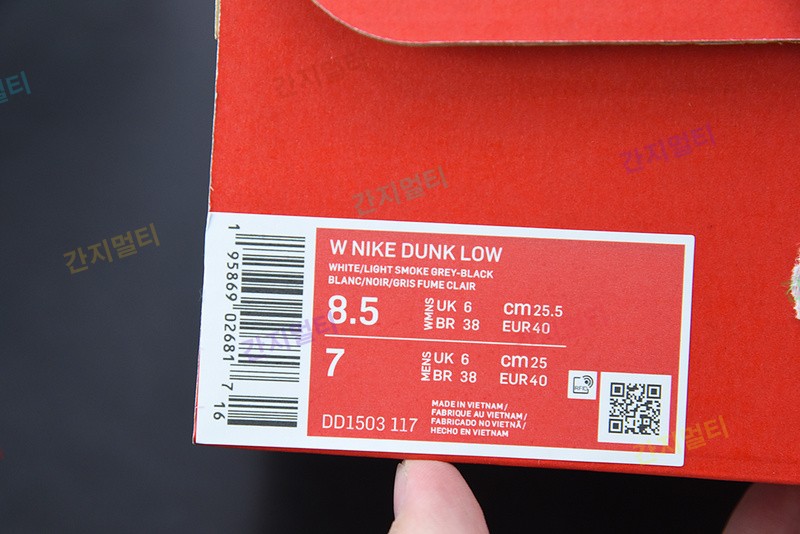 간지멀티
간지멀티
간지멀티
간지멀티
W NIKE DUNK LOW
WHITE/LIGHT SMOKE GREY-BLACK
BLANC/NOIR/GRIS FUME CLAIR
8.5 WMNS UK 6 cm 25.5
BR 38 EUR 40
7 MENS UK 6 cm 25
BR 38 EUR 40
RFID
MADE IN VIETNAM/
FABRIQUE AU VIETNAM/
FABRICADO NO VIETNÃ/
HECHO EN VIETNAM
DD1503 117
1 95869 02681 7 16
간지멀티
간지멀티